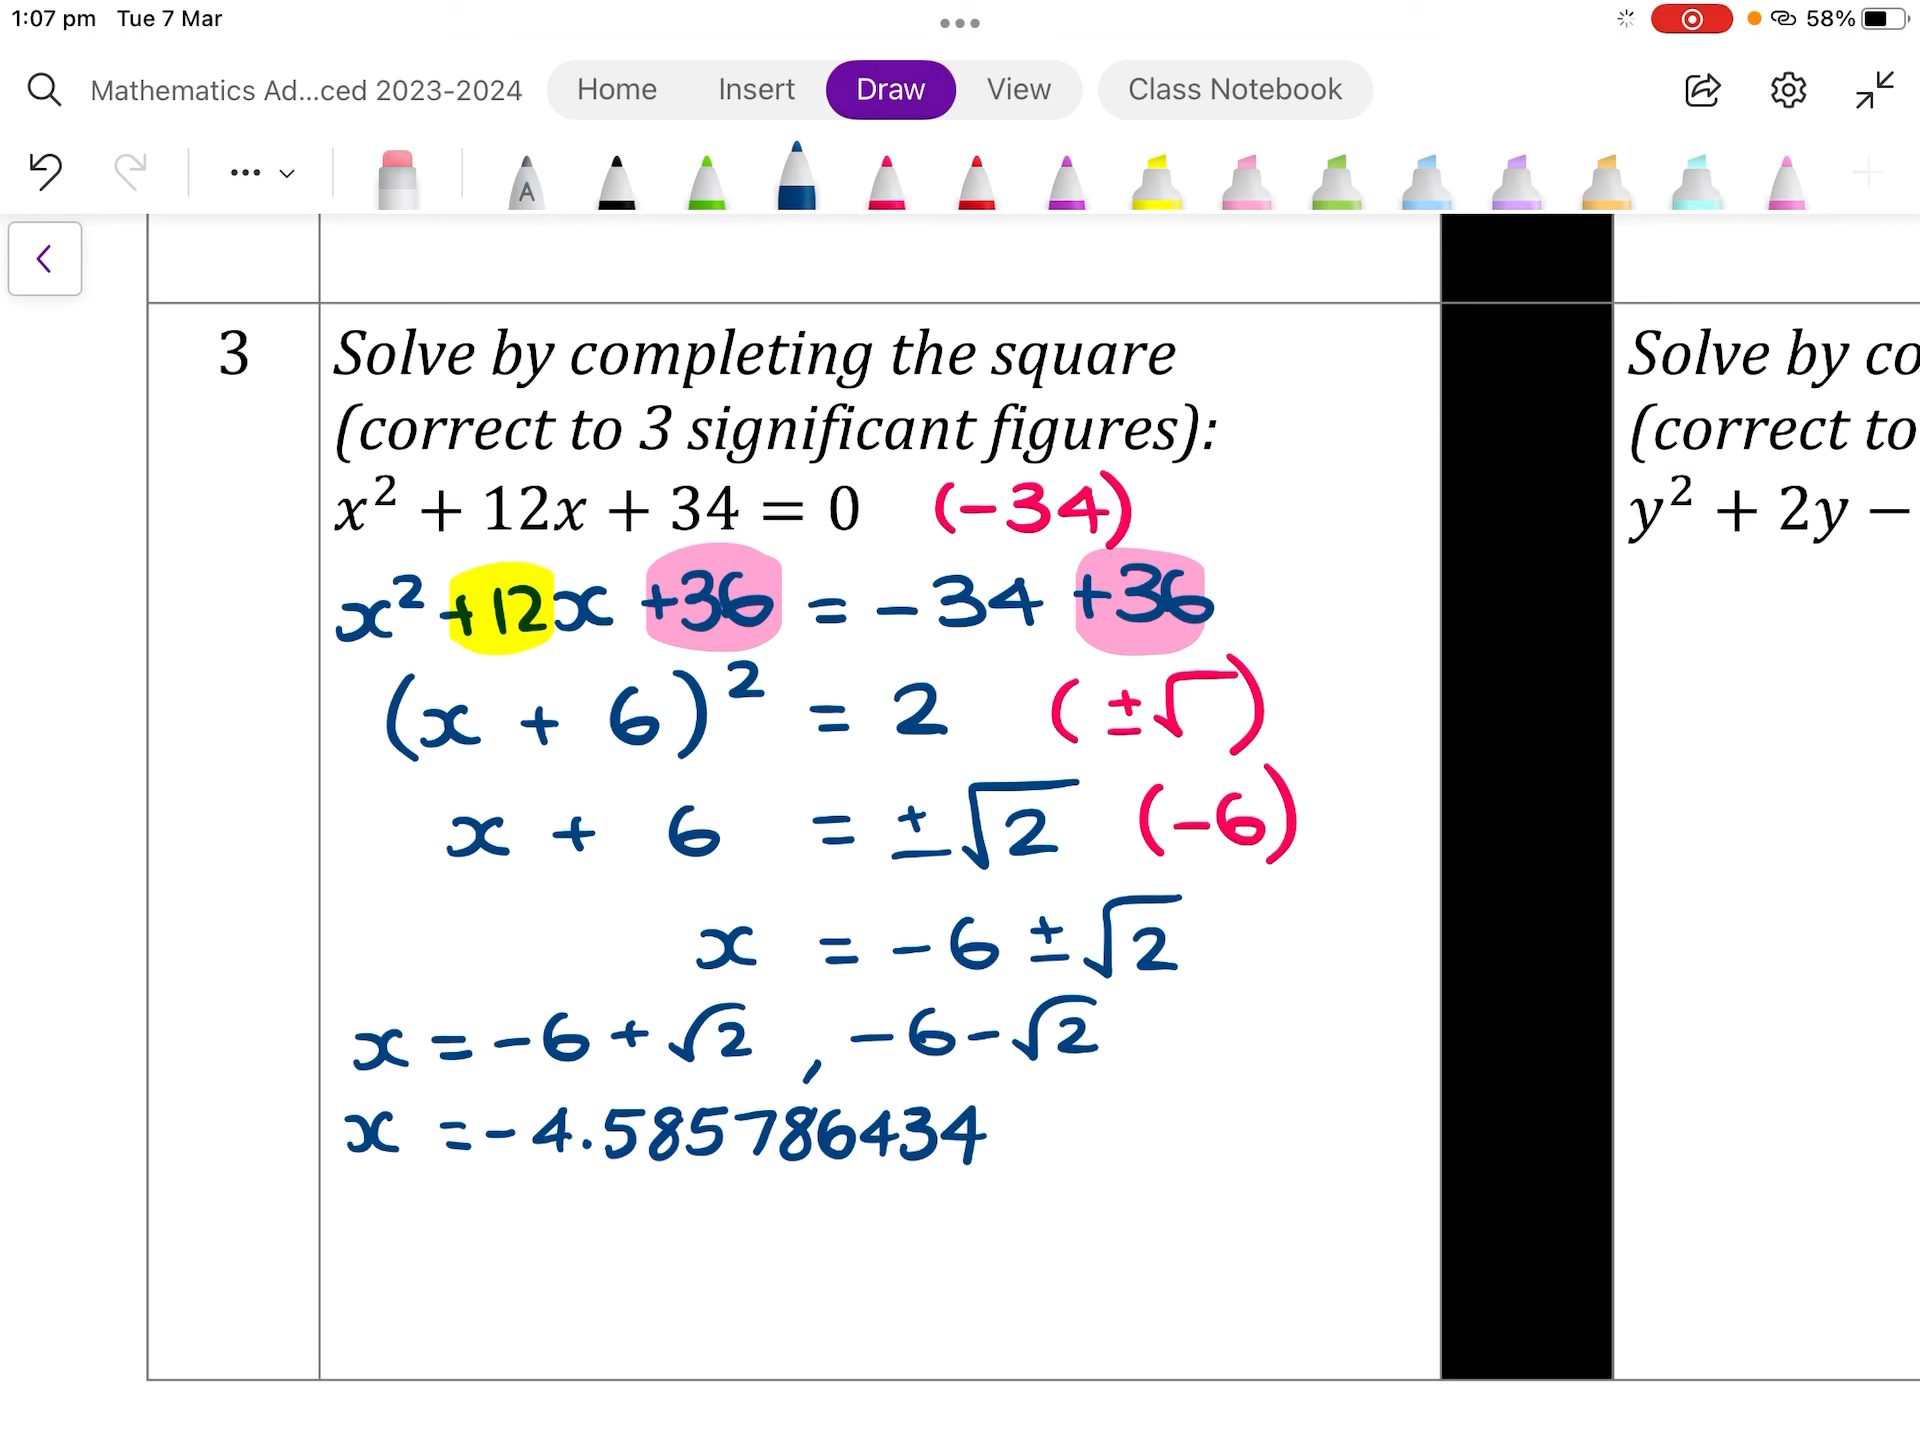 1:07 pm Tue 7 Mar
58%
Mathematics Ad...ced 2023-2024 Home Insert Draw View Class Notebook
A
3
Solve by completing the square
(correct to 3 significant figures):
x² + 12x + 34 = 0 (-34)
x² +12x +36 = -34 +36
(x + 6)² = 2 (±√)
x + 6 = ±√2 (-6)
x = -6 ±√2
x = -6 + √2 , -6 - √2
x = -4.585786434
Solve by co
(correct to
y² + 2y −